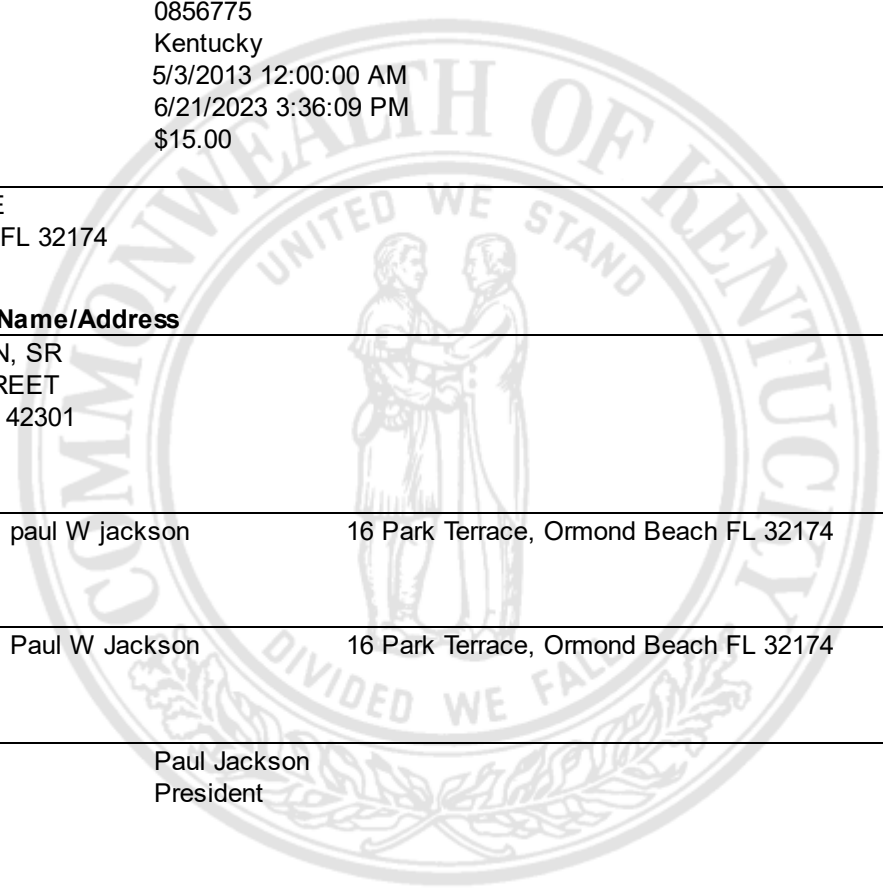 0856775
Kentucky
5/3/2013 12:00:00 AM
6/21/2023 3:36:09 PM
$15.00
E
FL 32174
Name/Address
N, SR
REET
42301
paul W jackson 16 Park Terrace, Ormond Beach FL 32174
Paul W Jackson 16 Park Terrace, Ormond Beach FL 32174
Paul Jackson
President
COMMONWEALTH OF KENTUCKY
UNITED WE STAND
DIVIDED WE FALL